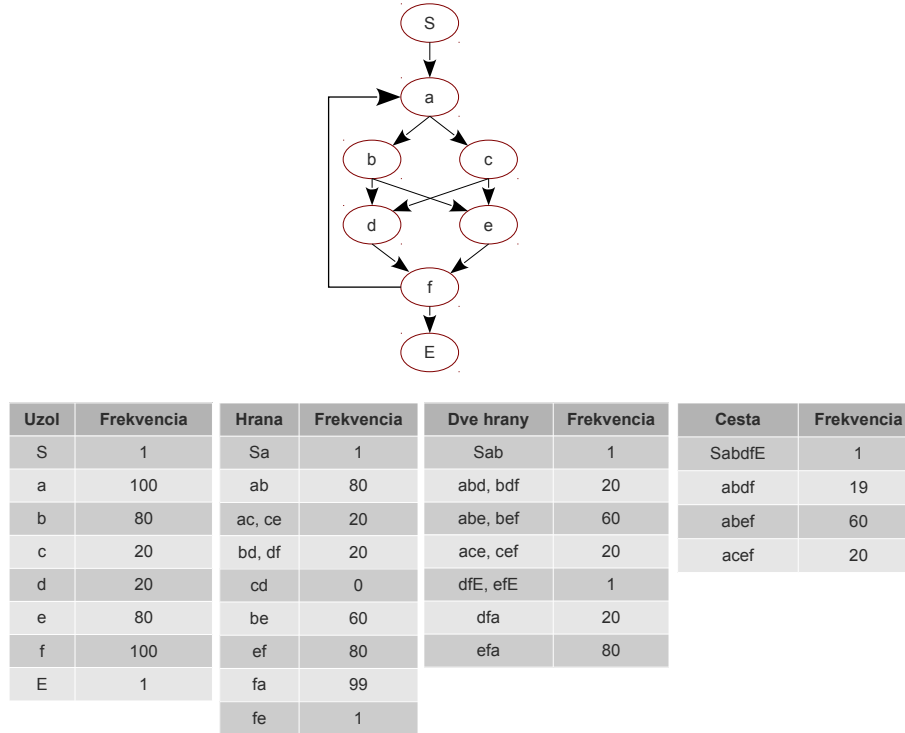 S
a
b c
d e
f
E
Uzol Frekvencia
S 1
a 100
b 80
c 20
d 20
e 80
f 100
E 1
Hrana Frekvencia
Sa 1
ab 80
ac, ce 20
bd, df 20
cd 0
be 60
ef 80
fa 99
fe 1
Dve hrany Frekvencia
Sab 1
abd, bdf 20
abe, bef 60
ace, cef 20
dfE, efE 1
dfa 20
efa 80
Cesta Frekvencia
SabdfE 1
abdf 19
abef 60
acef 20